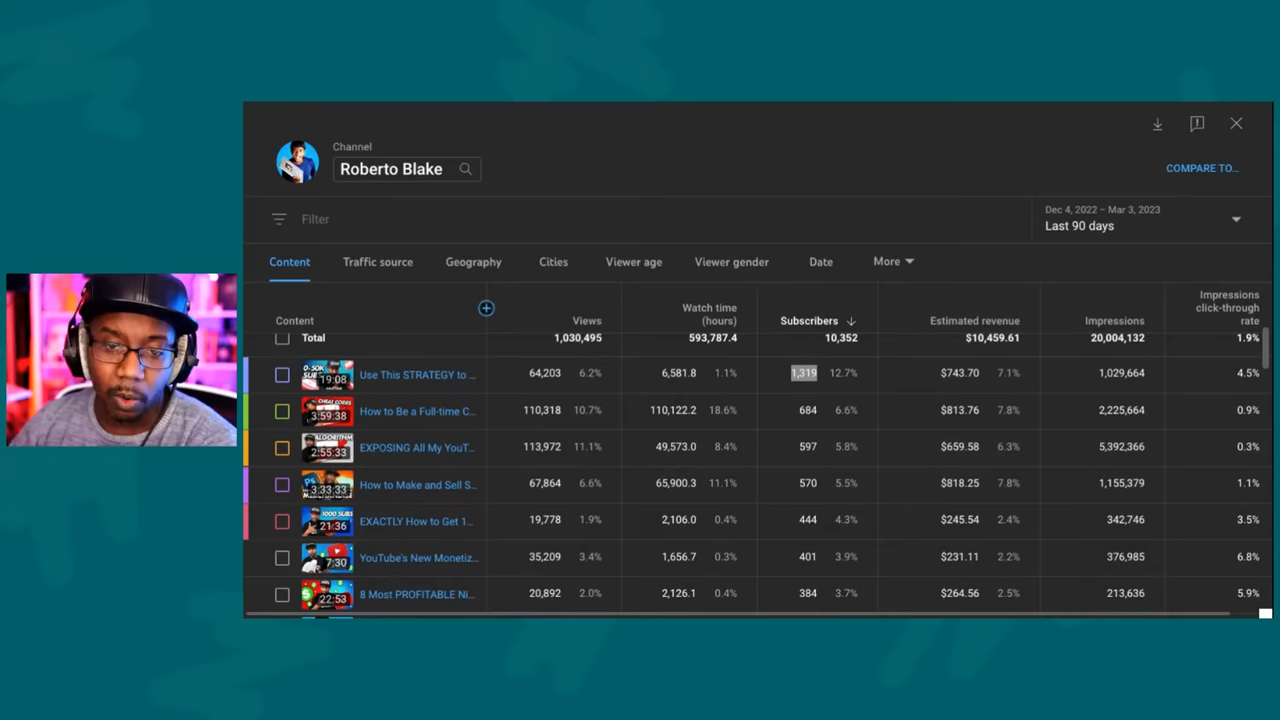 Channel
Roberto Blake
COMPARE TO...
Filter
Dec 4, 2022 – Mar 3, 2023
Last 90 days
Content Traffic source Geography Cities Viewer age Viewer gender Date More
Content Views Watch time (hours) Subscribers Estimated revenue Impressions Impressions click-through rate
Total 1,030,495 593,787.4 10,352 $10,459.61 20,004,132 1.9%
0-50K 19:08 Use This STRATEGY to ... 64,203 6.2% 6,581.8 1.1% 1,319 12.7% $743.70 7.1% 1,029,664 4.5%
CHEAT CODES 3:59:38 How to Be a Full-time C... 110,318 10.7% 110,122.2 18.6% 684 6.6% $813.76 7.8% 2,225,664 0.9%
ALGORITHM 2:55:33 EXPOSING All My YouT... 113,972 11.1% 49,573.0 8.4% 597 5.8% $659.58 6.3% 5,392,366 0.3%
3:33:33 How to Make and Sell S... 67,864 6.6% 65,900.3 11.1% 570 5.5% $818.25 7.8% 1,155,379 1.1%
1000 SUBS 21:36 EXACTLY How to Get 1... 19,778 1.9% 2,106.0 0.4% 444 4.3% $245.54 2.4% 342,746 3.5%
7:30 YouTube's New Monetiz... 35,209 3.4% 1,656.7 0.3% 401 3.9% $231.11 2.2% 376,985 6.8%
22:53 8 Most PROFITABLE Ni... 20,892 2.0% 2,126.1 0.4% 384 3.7% $264.56 2.5% 213,636 5.9%